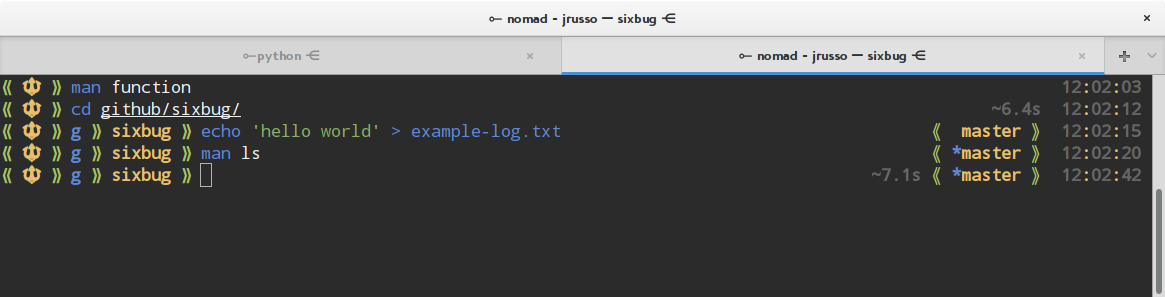 nomad - jrusso — sixbug
python
nomad - jrusso — sixbug
⟪ ⟫ man function 12:02:03
⟪ ⟫ cd github/sixbug/ ~6.4s 12:02:12
⟪ ⟫ g ⟫ sixbug ⟫ echo 'hello world' > example-log.txt ⟪ master ⟫ 12:02:15
⟪ ⟫ g ⟫ sixbug ⟫ man ls ⟪ *master ⟫ 12:02:20
⟪ ⟫ g ⟫ sixbug ⟫ ~7.1s ⟪ *master ⟫ 12:02:42